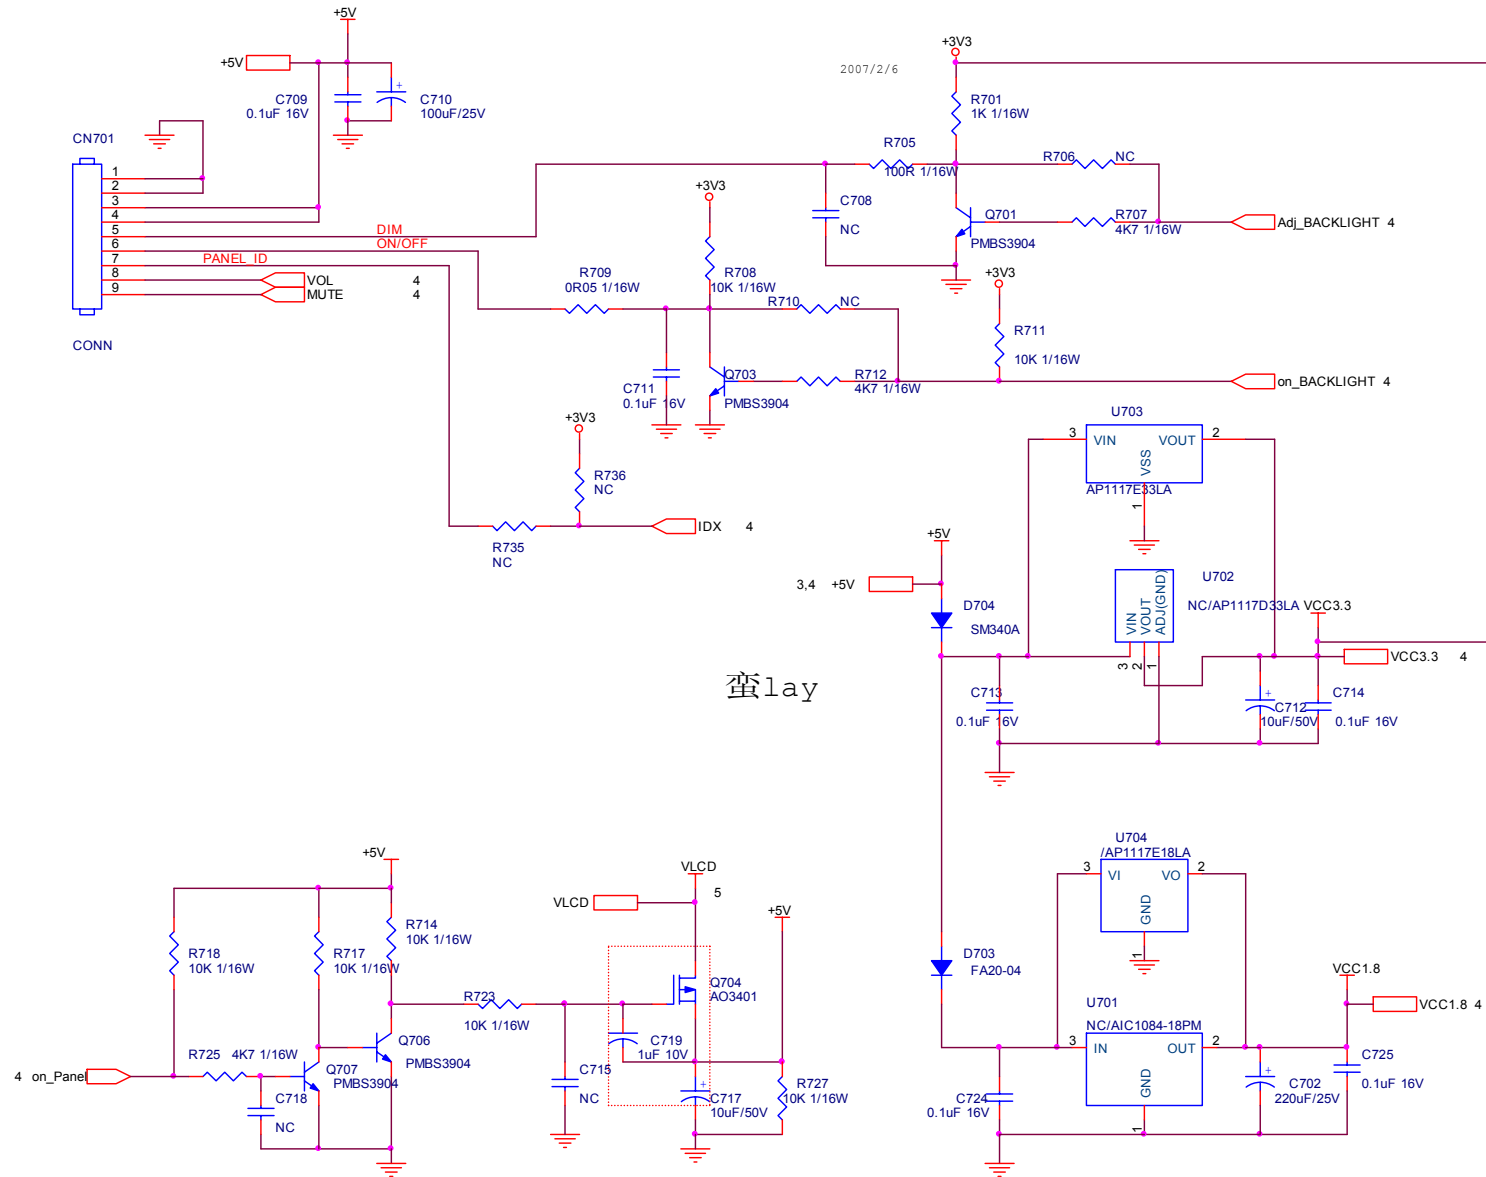 +5V
+5V
C709
0.1uF 16V
C710
100uF/25V
CN701
1
2
3
4
5
6
7
8
9
CONN
DIM
ON/OFF
PANEL_ID
VOL 4
MUTE 4
2007/2/6
+3V3
R701
1K 1/16W
R705
100R 1/16W
R706 NC
C708
NC
Q701
PMBS3904
R707
4K7 1/16W
Adj_BACKLIGHT 4
+3V3
R709
0R05 1/16W
R708
10K 1/16W
R710 NC
+3V3
R711
10K 1/16W
C711
0.1uF 16V
Q703
PMBS3904
R712
4K7 1/16W
on_BACKLIGHT 4
+3V3
R736
NC
R735
NC
IDX 4
U703
3 VIN VOUT 2
VSS
AP1117E33LA
1
+5V
3,4 +5V
D704
SM340A
U702
NC/AP1117D33LA
VIN
VOUT
ADJ(GND)
3 2 1
VCC3.3
VCC3.3 4
C713
0.1uF 16V
C712
10uF/50V
C714
0.1uF 16V
蛮lay
U704
/AP1117E18LA
3 VI VO 2
GND
1
D703
FA20-04
U701
NC/AIC1084-18PM
3 IN OUT 2
GND
1
VCC1.8
VCC1.8 4
C724
0.1uF 16V
C702
220uF/25V
C725
0.1uF 16V
+5V
R718
10K 1/16W
R717
10K 1/16W
R714
10K 1/16W
R723
10K 1/16W
R725 4K7 1/16W
4 on_Panel
C718
NC
Q707
PMBS3904
Q706
PMBS3904
VLCD
5
VLCD
+5V
Q704
AO3401
C719
1uF 10V
C715
NC
C717
10uF/50V
R727
10K 1/16W